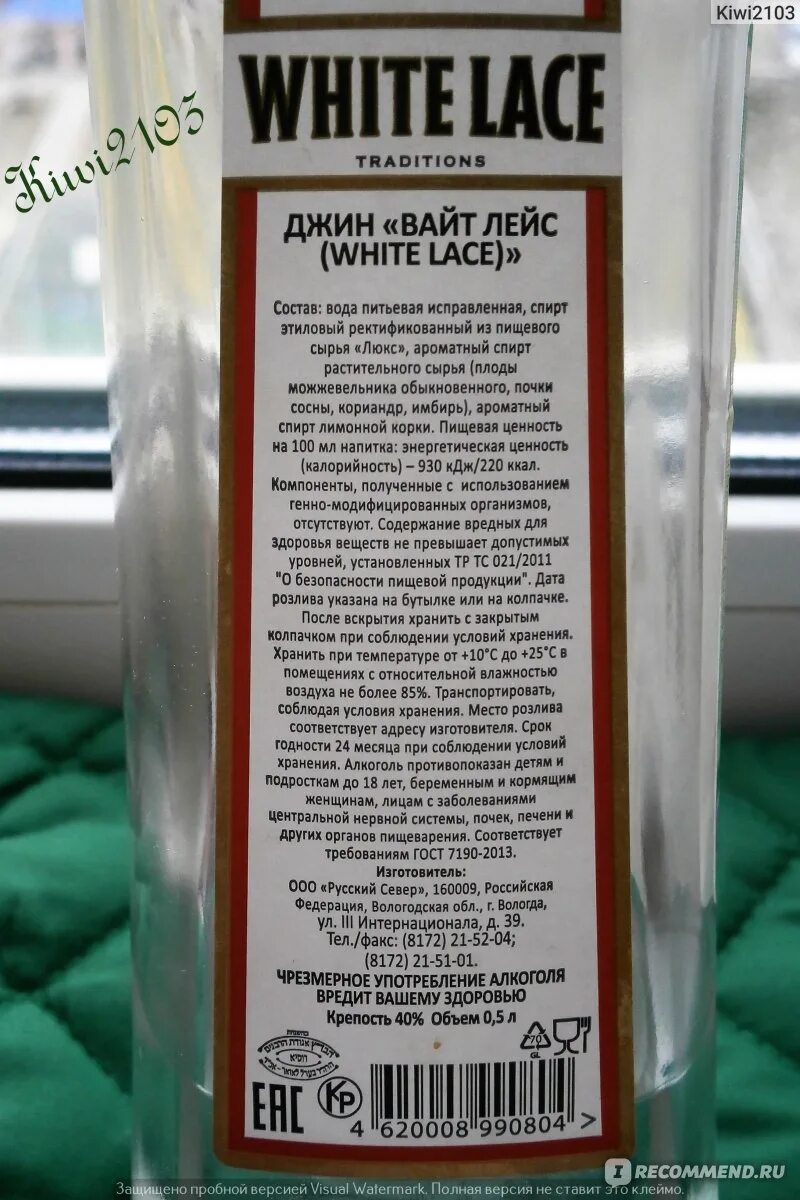 Kiwi2103
Kiwi2103
WHITE LACE
TRADITIONS
ДЖИН «ВАЙТ ЛЕЙС
(WHITE LACE)»
Состав: вода питьевая исправленная, спирт
этиловый ректификованный из пищевого
сырья «Люкс», ароматный спирт
растительного сырья (плоды
можжевельника обыкновенного, почки
сосны, кориандр, имбирь), ароматный
спирт лимонной корки. Пищевая ценность
на 100 мл напитка: энергетическая ценность
(калорийность) – 930 кДж/220 ккал.
Компоненты, полученные с использованием
генно-модифицированных организмов,
отсутствуют. Содержание вредных для
здоровья веществ не превышает допустимых
уровней, установленных ТР ТС 021/2011
"О безопасности пищевой продукции". Дата
розлива указана на бутылке или на колпачке.
После вскрытия хранить с закрытым
колпачком при соблюдении условий хранения.
Хранить при температуре от +10°С до +25°С в
помещениях с относительной влажностью
воздуха не более 85%. Транспортировать,
соблюдая условия хранения. Место розлива
соответствует адресу изготовителя. Срок
годности 24 месяца при соблюдении условий
хранения. Алкоголь противопоказан детям и
подросткам до 18 лет, беременным и кормящим
женщинам, лицам с заболеваниями
центральной нервной системы, почек, печени и
других органов пищеварения. Соответствует
требованиям ГОСТ 7190-2013.
Изготовитель:
ООО «Русский Север», 160009, Российская
Федерация, Вологодская обл., г. Вологда,
ул. III Интернационала, д. 39.
Тел./факс: (8172) 21-52-04;
(8172) 21-51-01.
ЧРЕЗМЕРНОЕ УПОТРЕБЛЕНИЕ АЛКОГОЛЯ
ВРЕДИТ ВАШЕМУ ЗДОРОВЬЮ
Крепость 40% Объем 0,5 л
70
GL
EAC
КР
4 620008 990804 >
Защищено пробной версией Visual Watermark. Полная версия не ставит это клеймо.
IRECOMMEND.RU